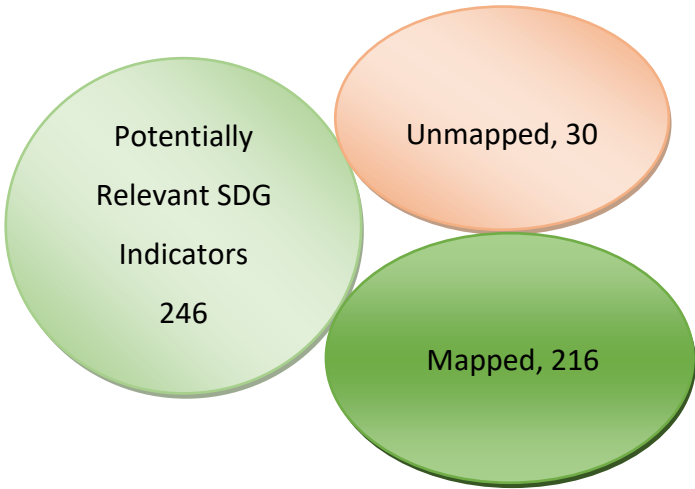 Potentially
Relevant SDG
Indicators
246
Unmapped, 30
Mapped, 216